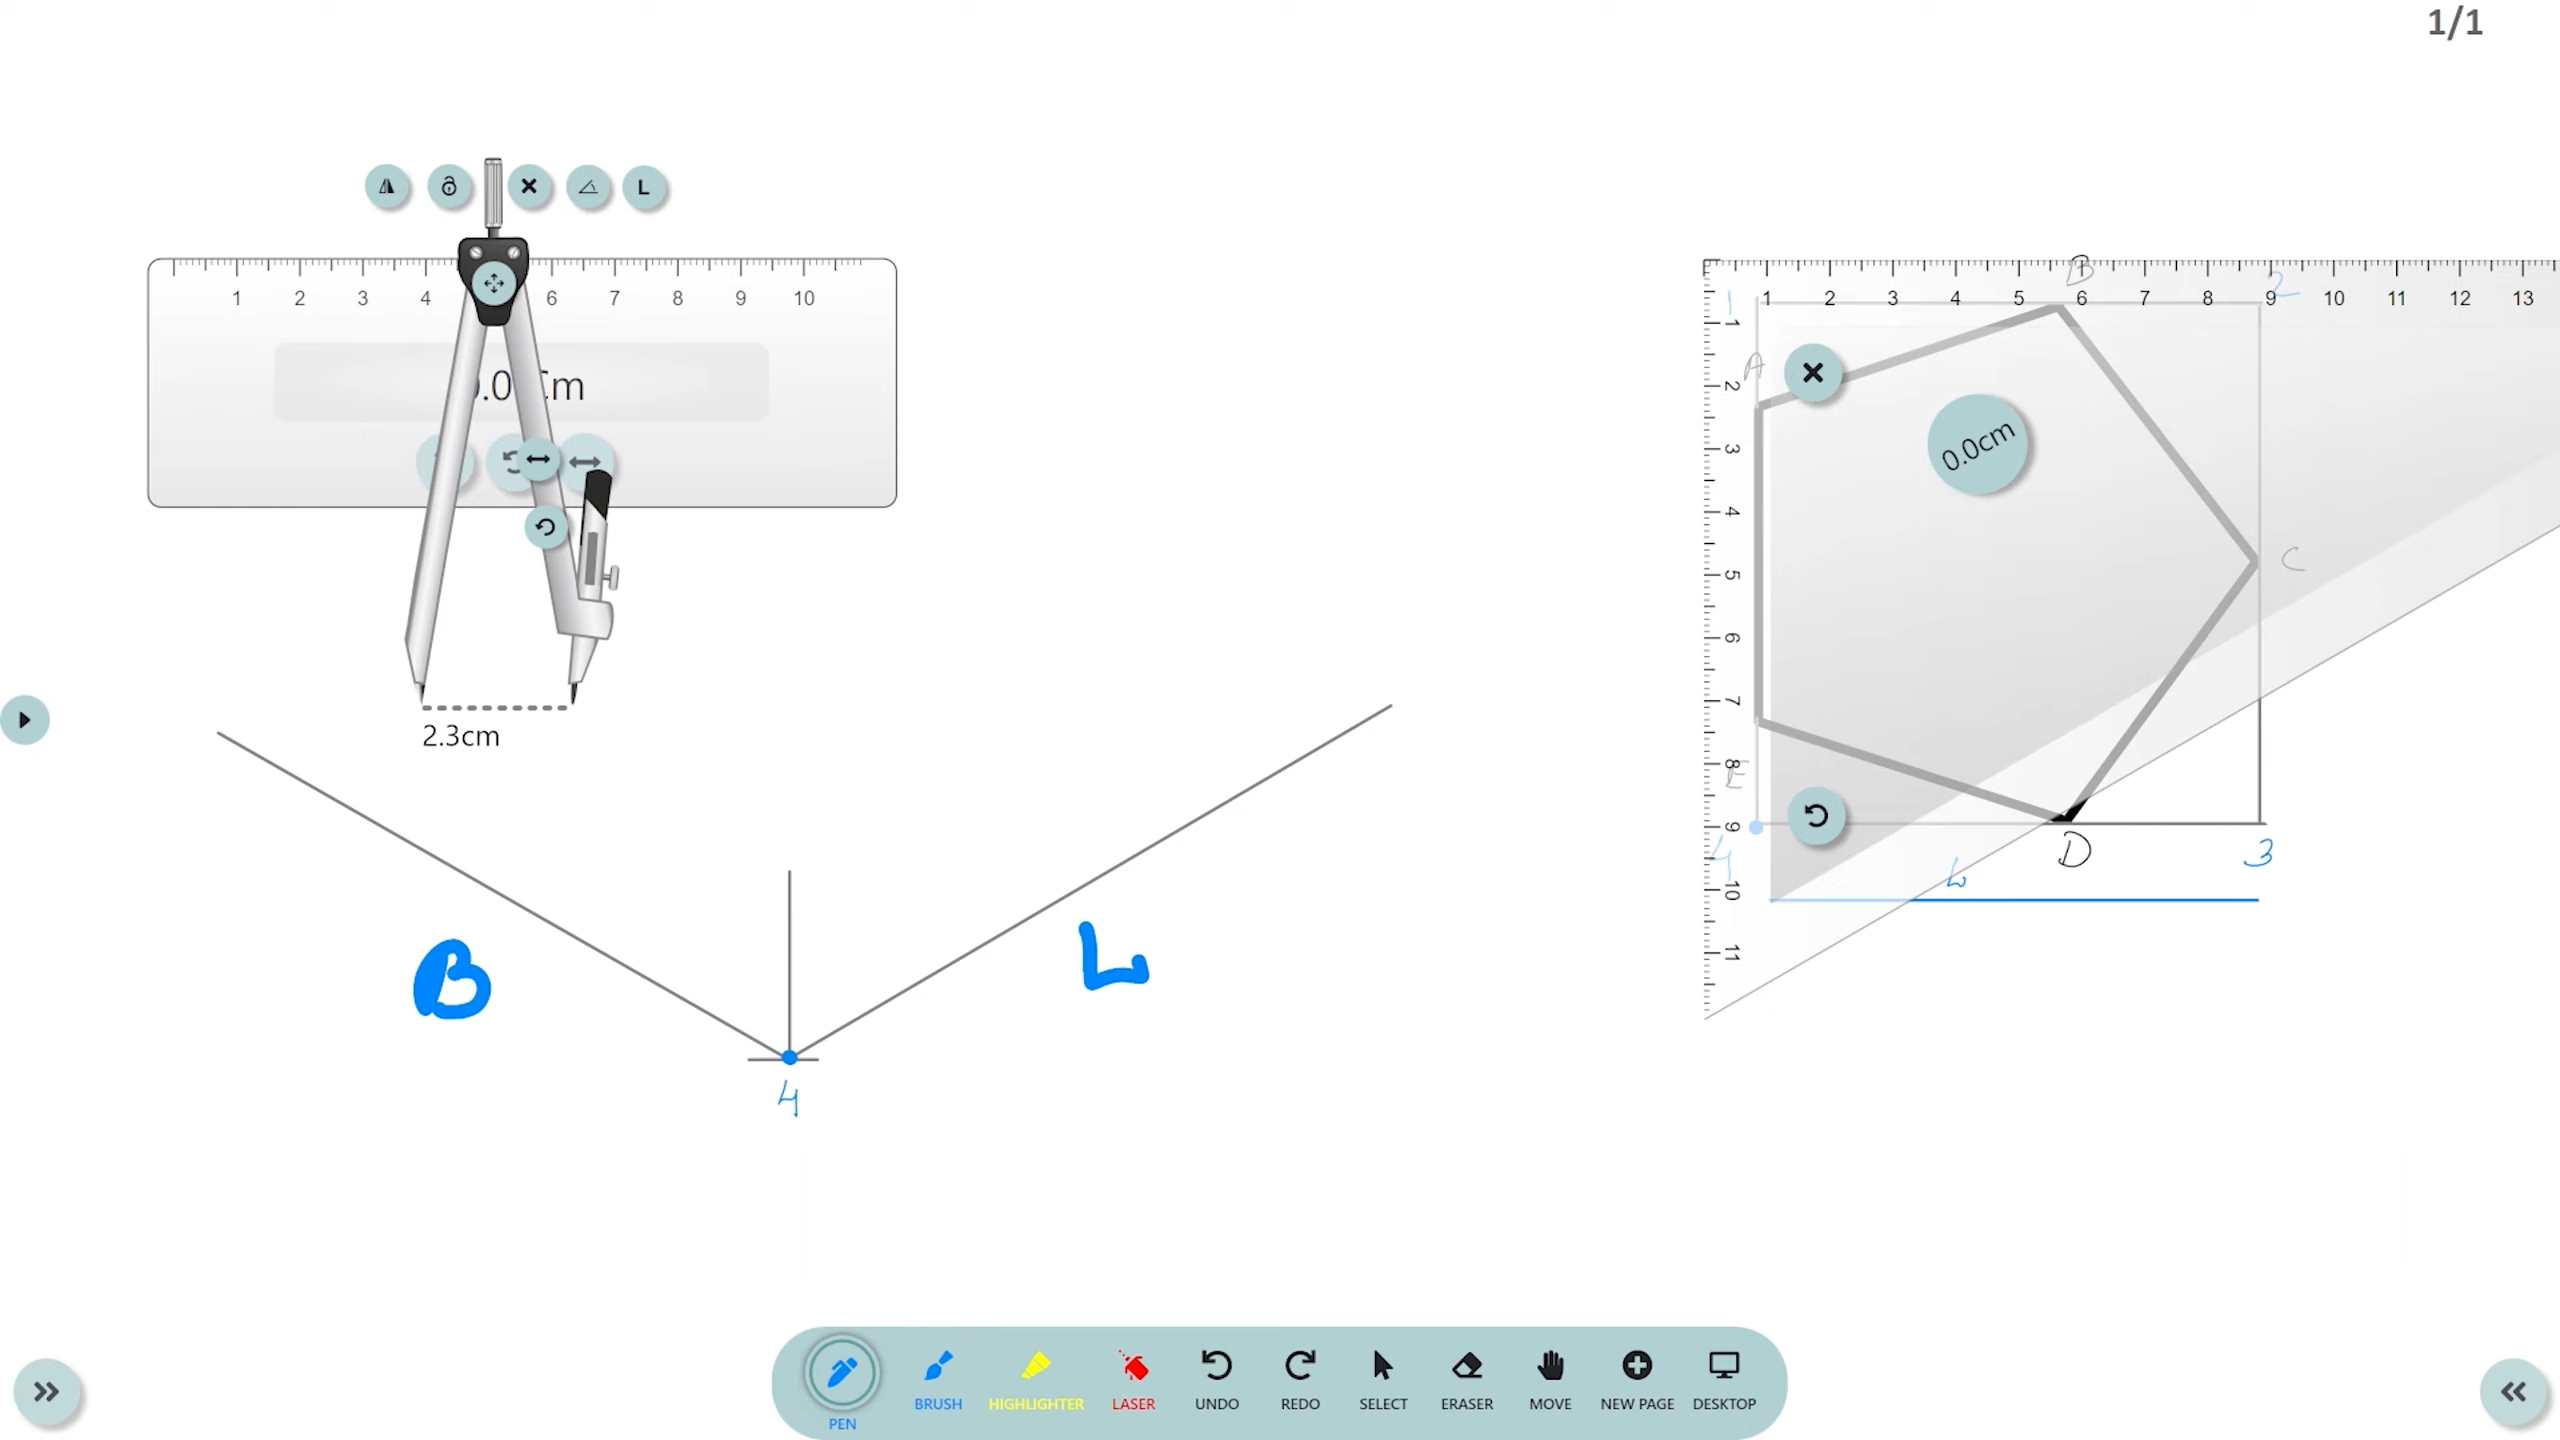 1/1
L
1 2 3 4 6 7 8 9 10
B 2
1 2 3 4 5 6 7 8 9 10 11 12 13
1
A 2
3
4
5
6
7
8
9
10
11
0.0cm
C
E
4 L D 3
2.3cm
B L
4
PEN BRUSH HIGHLIGHTER LASER UNDO REDO SELECT ERASER MOVE NEW PAGE DESKTOP